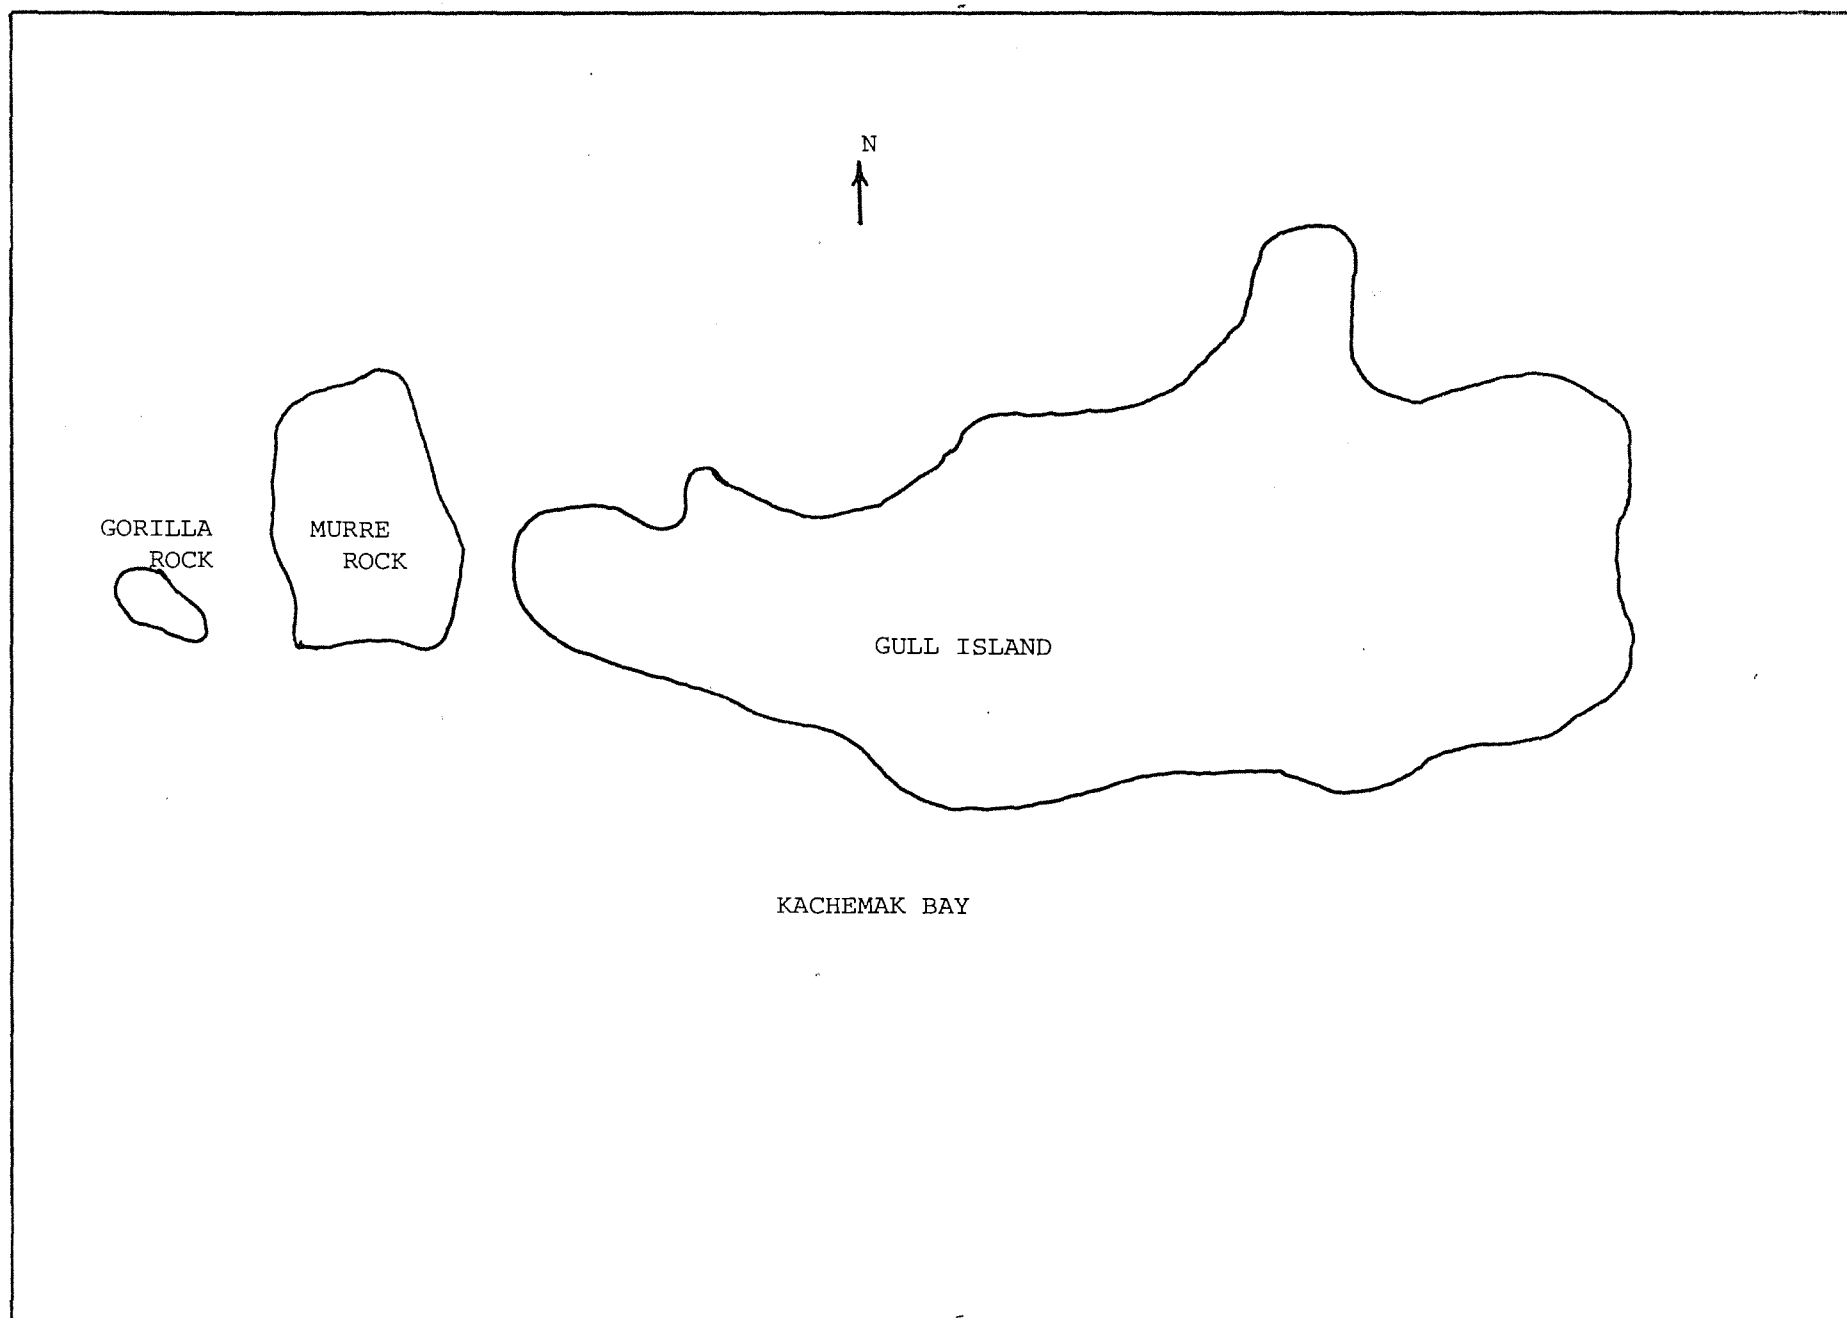 N
GORILLA
ROCK
MURRE
ROCK
GULL ISLAND
KACHEMAK BAY